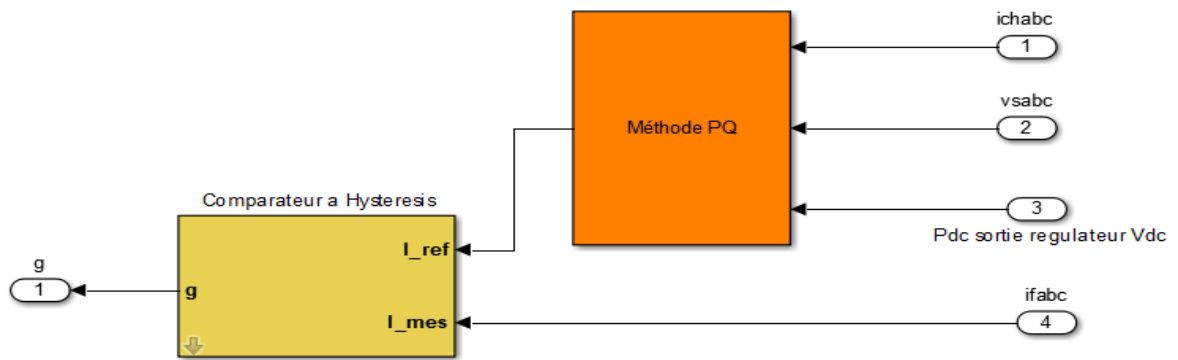 ichabc
1
vsabc
2
Méthode PQ
3
Pdc sortie regulateur Vdc
Comparateur a Hysteresis
I_ref
g
1
g
I_mes
ifabc
4